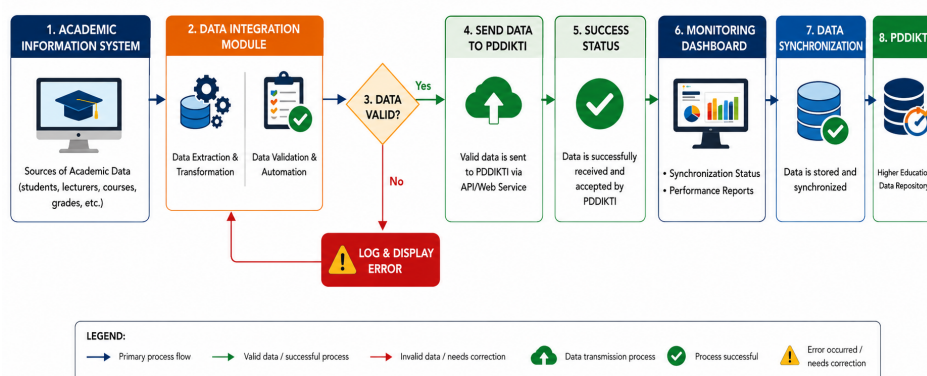 1. ACADEMIC
INFORMATION SYSTEM
Sources of Academic Data
(students, lecturers, courses,
grades, etc.)
2. DATA INTEGRATION
MODULE
Data Extraction &
Transformation
Data Validation &
Automation
3. DATA
VALID?
Yes
No
LOG & DISPLAY
ERROR
4. SEND DATA
TO PDDIKTI
Valid data is sent
to PDDIKTI via
API/Web Service
5. SUCCESS
STATUS
Data is successfully
received and
accepted by
PDDIKTI
6. MONITORING
DASHBOARD
• Synchronization Status
• Performance Reports
7. DATA
SYNCHRONIZATION
Data is stored and
synchronized
8. PDDIKT
Higher Educatio
Data Repository
LEGEND:
Primary process flow
Valid data / successful process
Invalid data / needs correction
Data transmission process
Process successful
Error occurred /
needs correction